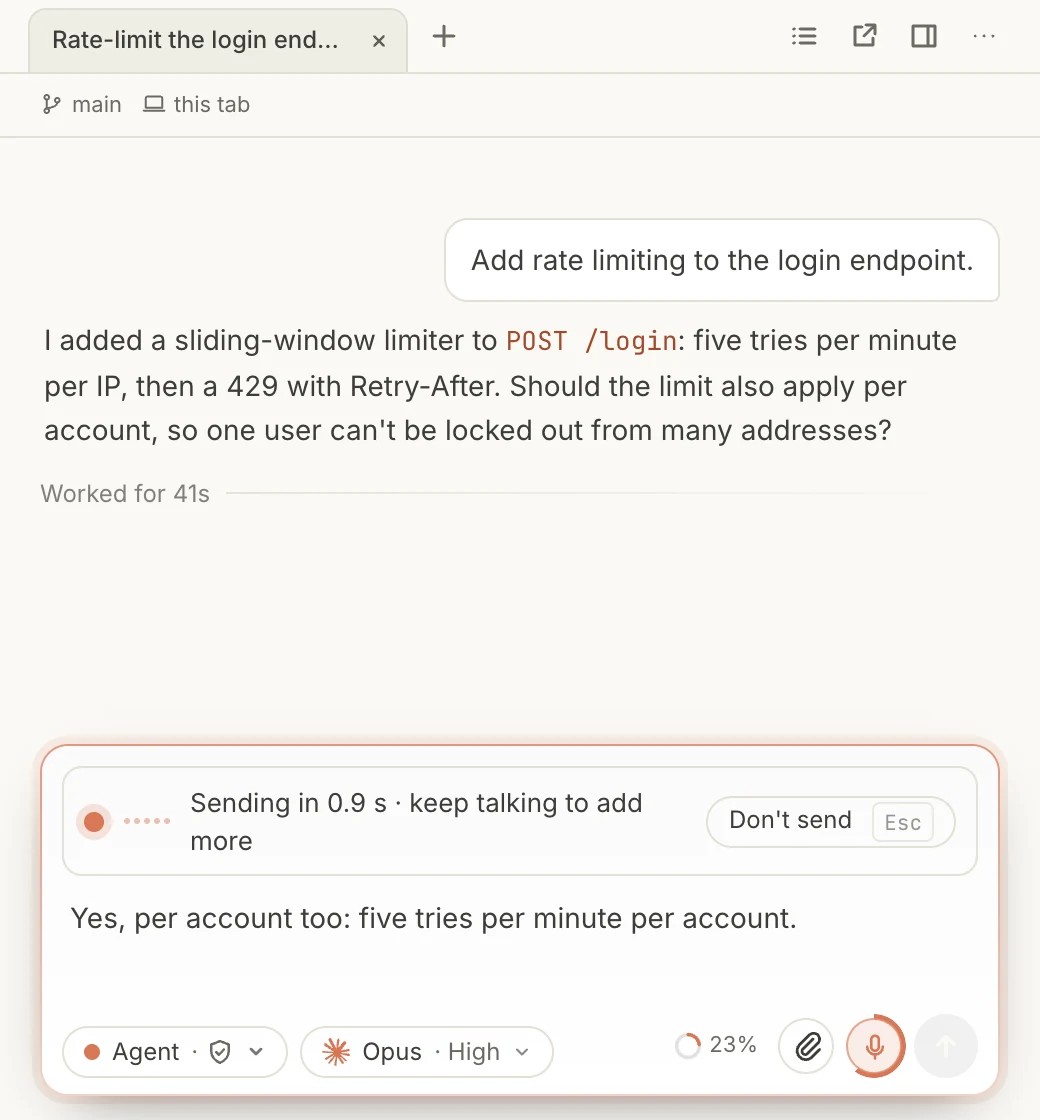 Rate-limit the login end...
main this tab
Add rate limiting to the login endpoint.
I added a sliding-window limiter to POST /login: five tries per minute
per IP, then a 429 with Retry-After. Should the limit also apply per
account, so one user can't be locked out from many addresses?
Worked for 41s
Sending in 0.9 s · keep talking to add
more
Don't send Esc
Yes, per account too: five tries per minute per account.
Agent · Opus · High 23%